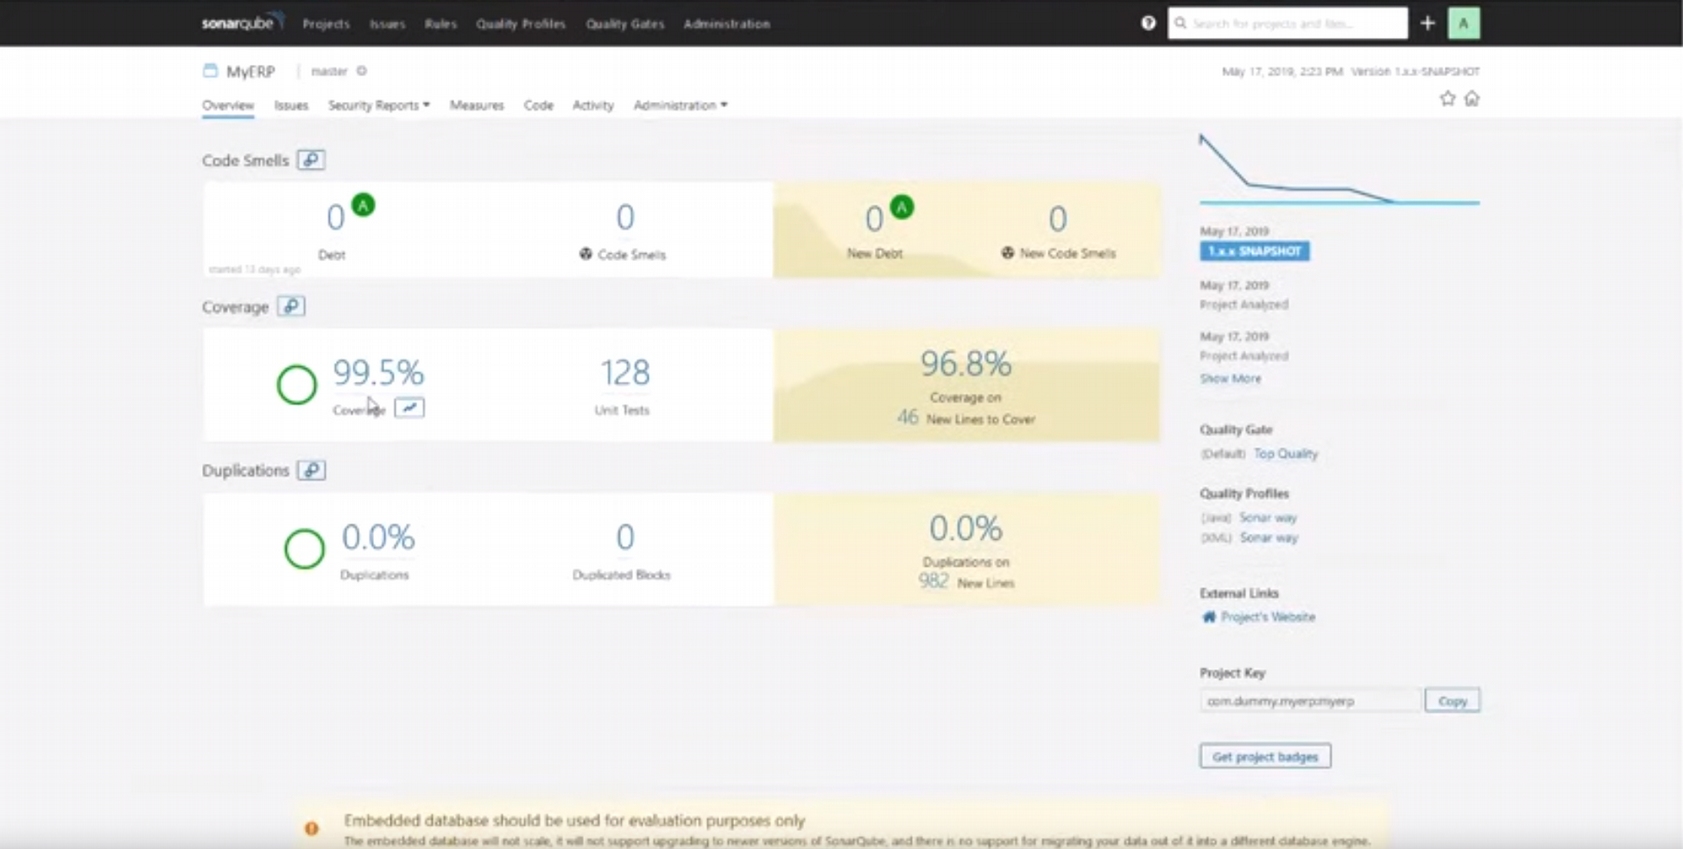 sonarqube Projects Issues Rules Quality Profiles Quality Gates Administration Search for projects and files... A
MyERP master May 17, 2019, 2:23 PM Version 1.x.x-SNAPSHOT
Overview Issues Security Reports Measures Code Activity Administration
Code Smells
0 A
Debt
started 13 days ago
0
Code Smells
0 A
New Debt
0
New Code Smells
Coverage
99.5%
Coverage
128
Unit Tests
96.8%
Coverage on
46 New Lines to Cover
Duplications
0.0%
Duplications
0
Duplicated Blocks
0.0%
Duplications on
982 New Lines
May 17, 2019
1.x.x SNAPSHOT
May 17, 2019
Project Analyzed
May 17, 2019
Project Analyzed
Show More
Quality Gate
(Default) Top Quality
Quality Profiles
(Java) Sonar way
(XML) Sonar way
External Links
Project's Website
Project Key
com.dummy.myerp:myerp Copy
Get project badges
Embedded database should be used for evaluation purposes only
The embedded database will not scale, it will not support upgrading to newer versions of SonarQube, and there is no support for migrating your data out of it into a different database engine.